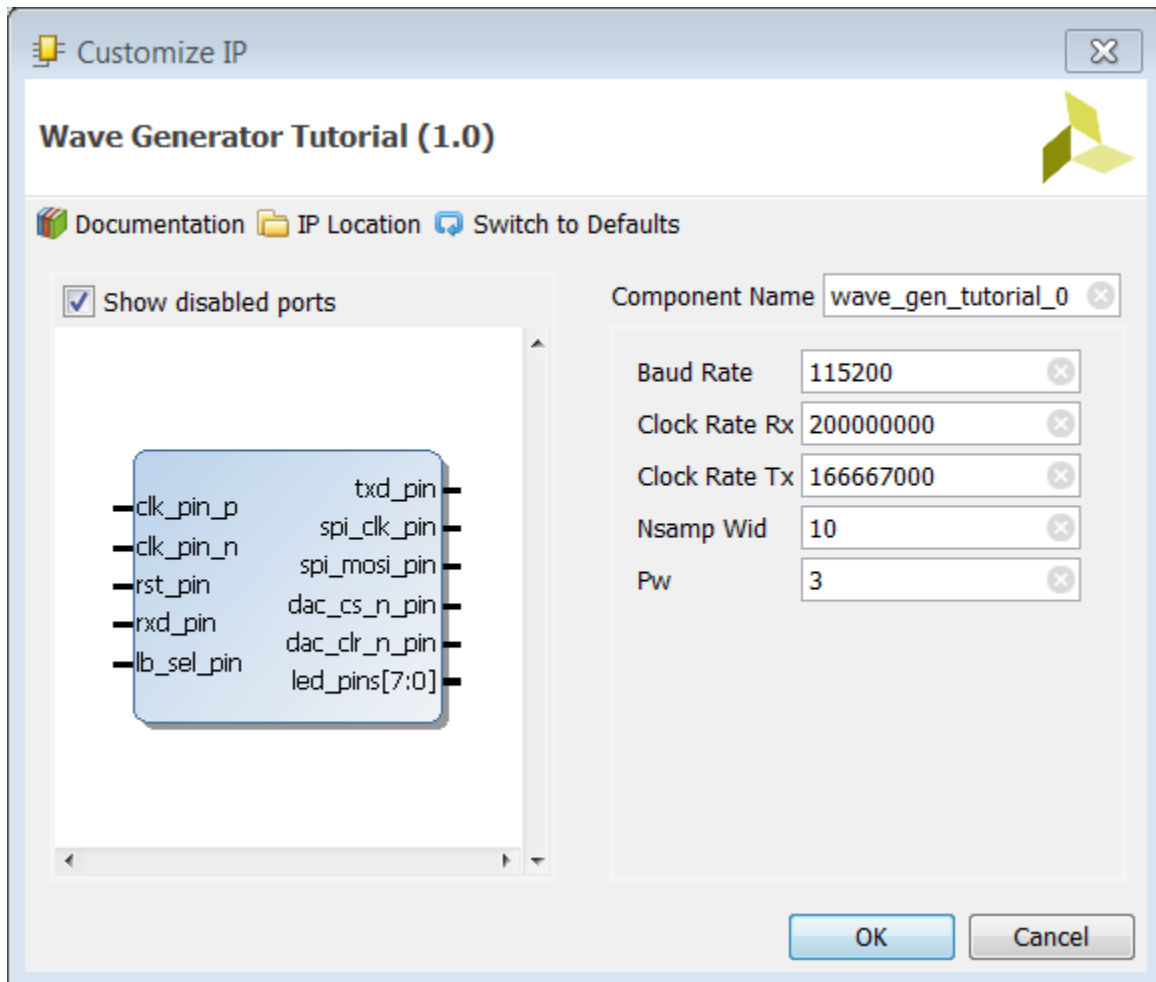 Customize IP
Wave Generator Tutorial (1.0)
Documentation IP Location Switch to Defaults
Show disabled ports
clk_pin_p
clk_pin_n
rst_pin
rxd_pin
lb_sel_pin
txd_pin
spi_clk_pin
spi_mosi_pin
dac_cs_n_pin
dac_clr_n_pin
led_pins[7:0]
Component Name wave_gen_tutorial_0
Baud Rate 115200
Clock Rate Rx 200000000
Clock Rate Tx 166667000
Nsamp Wid 10
Pw 3
OK Cancel